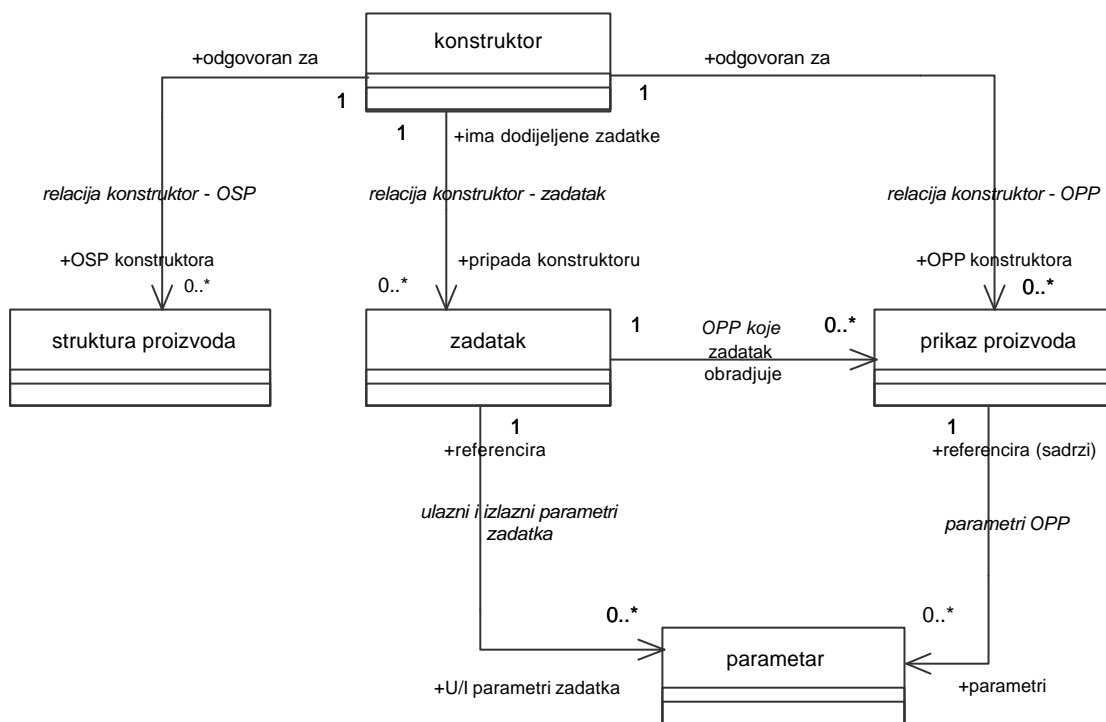 konstruktor
+odgovoran za
+odgovoran za
1
1
1
+ima dodijeljene zadatke
relacija konstruktor - OSP
relacija konstruktor - zadatak
relacija konstruktor - OPP
+OSP konstruktora
+pripada konstruktoru
+OPP konstruktora
0..*
0..*
0..*
struktura proizvoda
zadatak
prikaz proizvoda
1
OPP koje
zadatak
obradjuje
0..*
1
+referencira
1
+referencira (sadrzi)
ulazni i izlazni parametri
zadatka
parametri OPP
0..*
0..*
parametar
+U/I parametri zadatka
+parametri